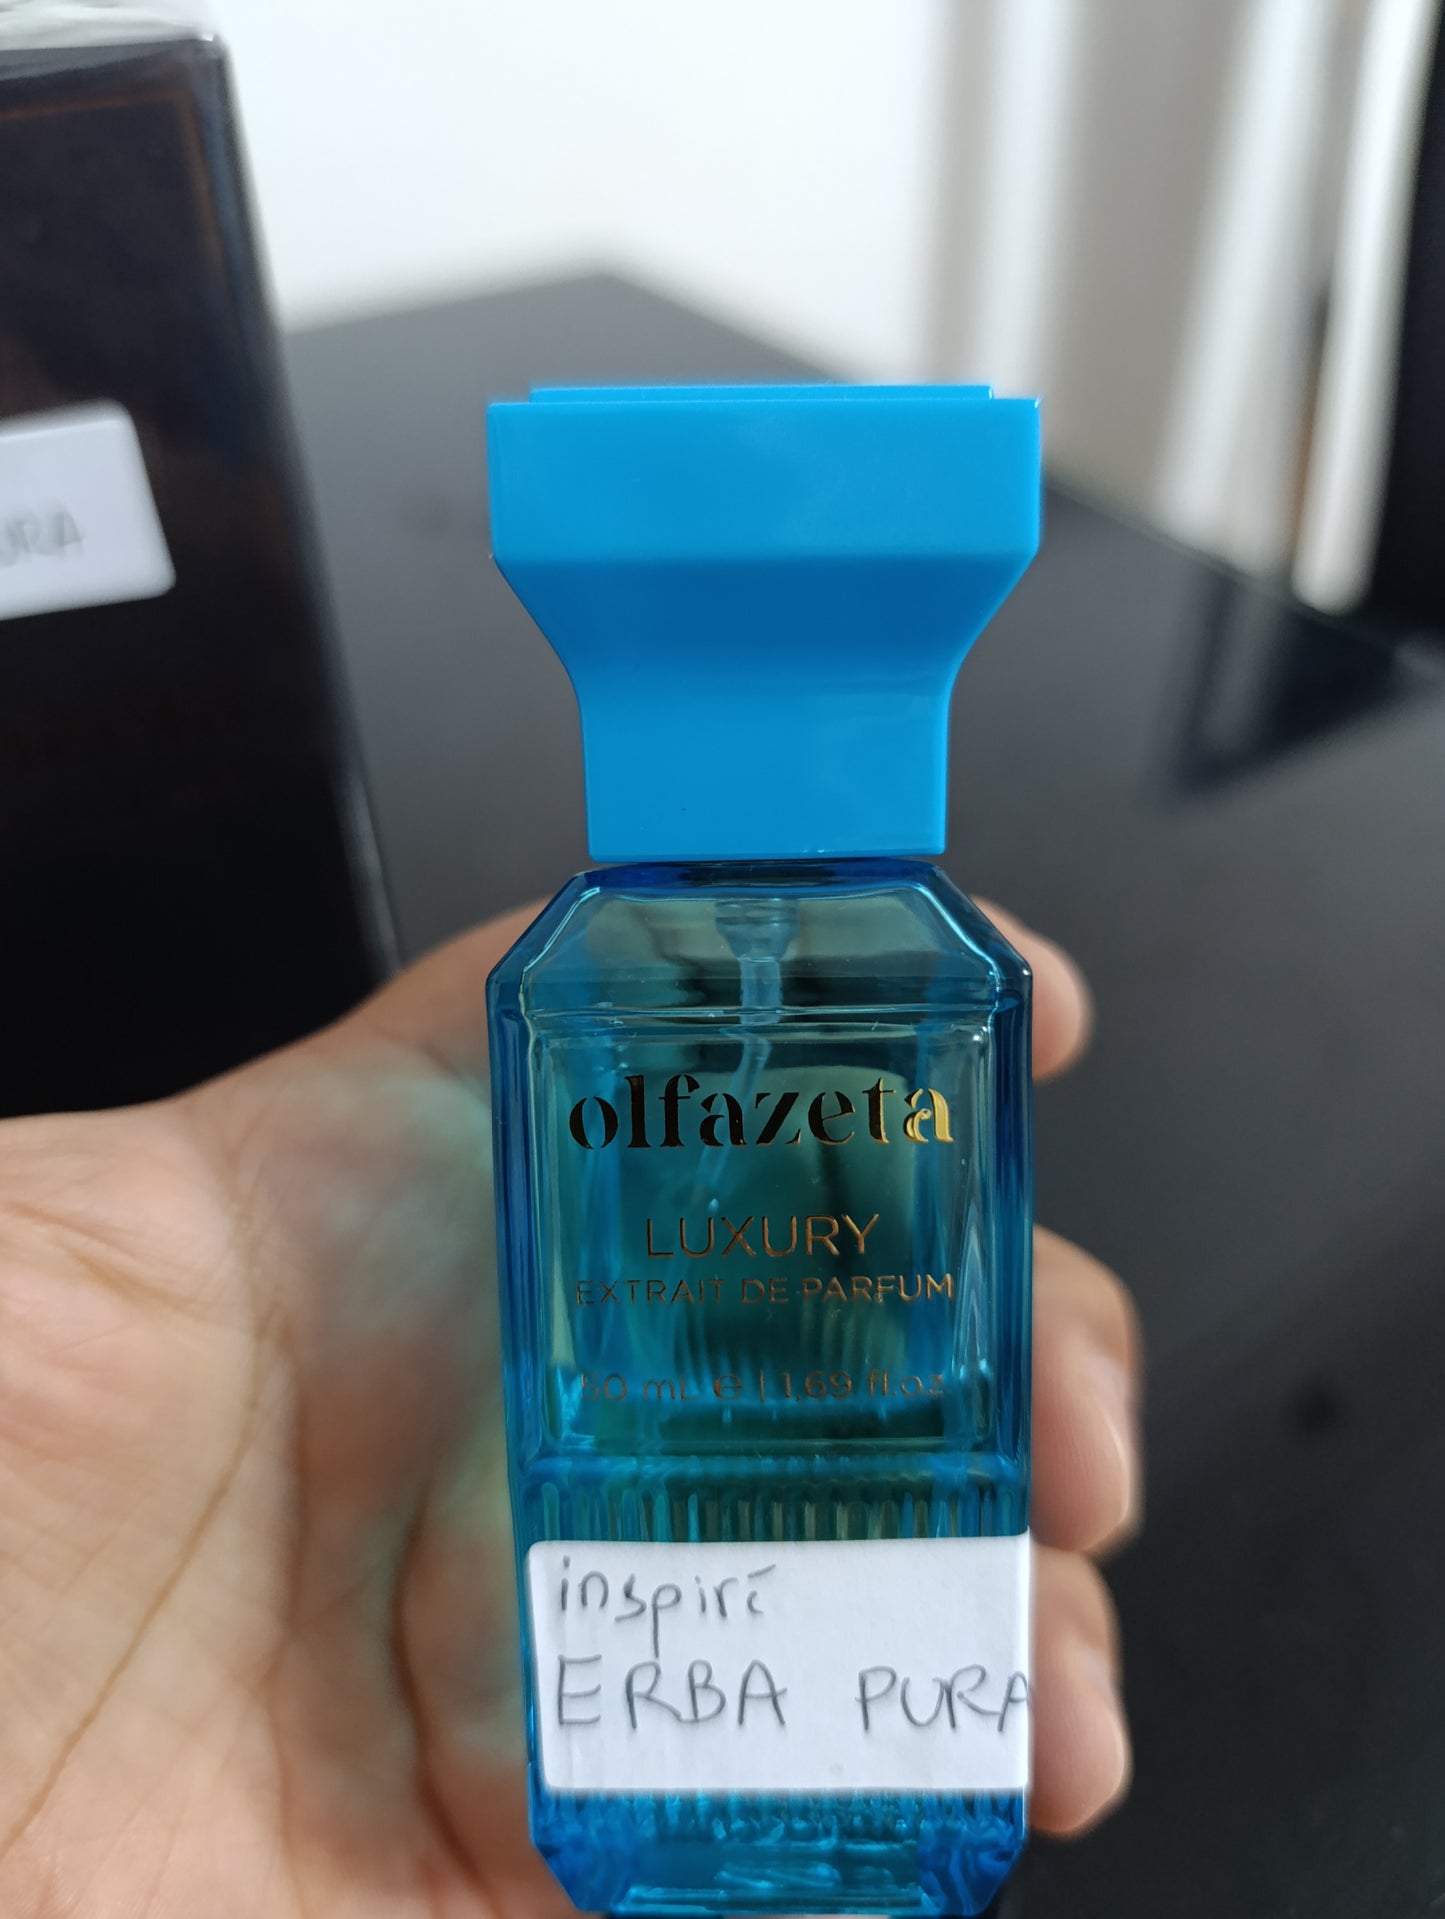 olfazeta
LUXURY
EXTRAIT DE PARFUM
50 mL e | 1,69 fl.oz
inspiré
ERBA PURA